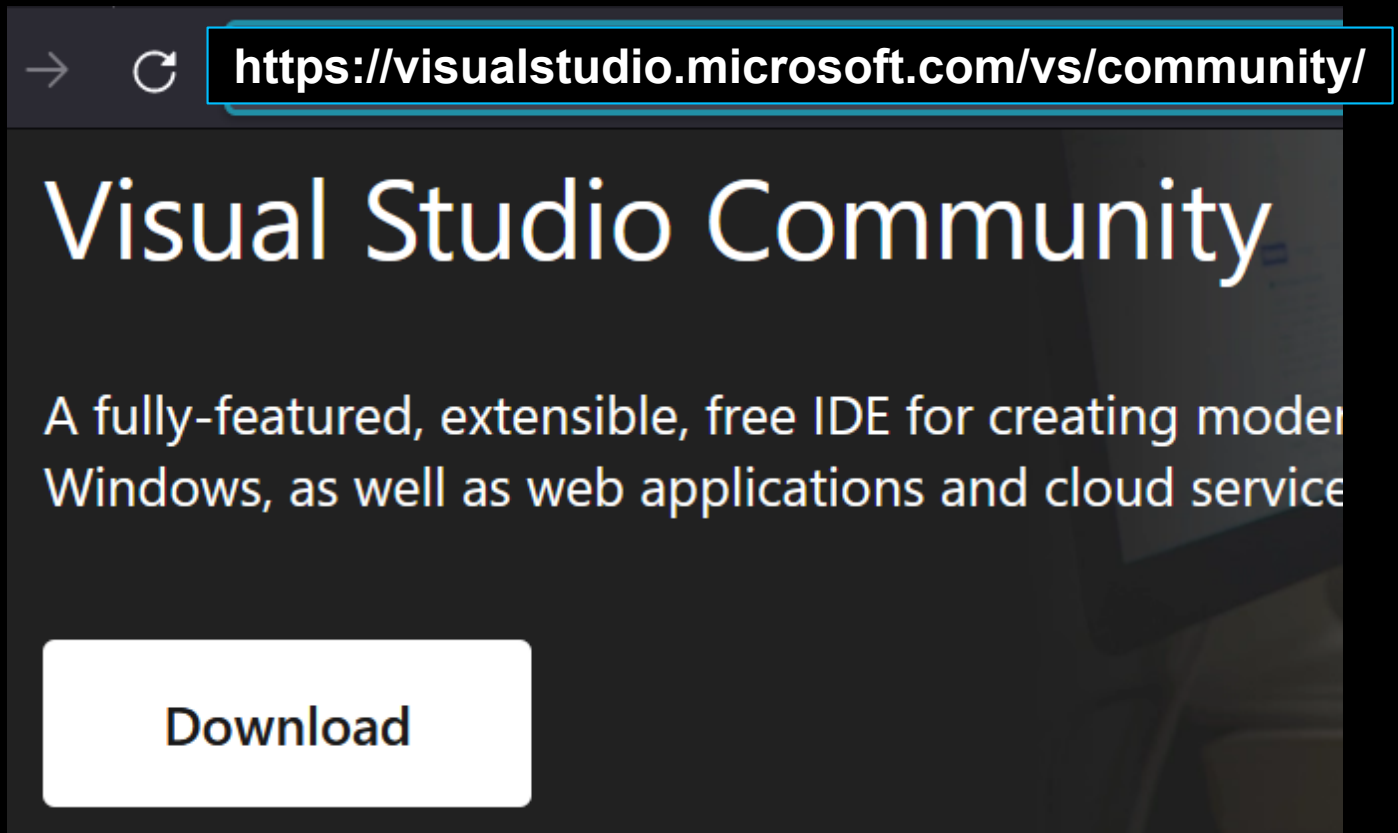 https://visualstudio.microsoft.com/vs/community/
Visual Studio Community
A fully-featured, extensible, free IDE for creating moder
Windows, as well as web applications and cloud service
Download